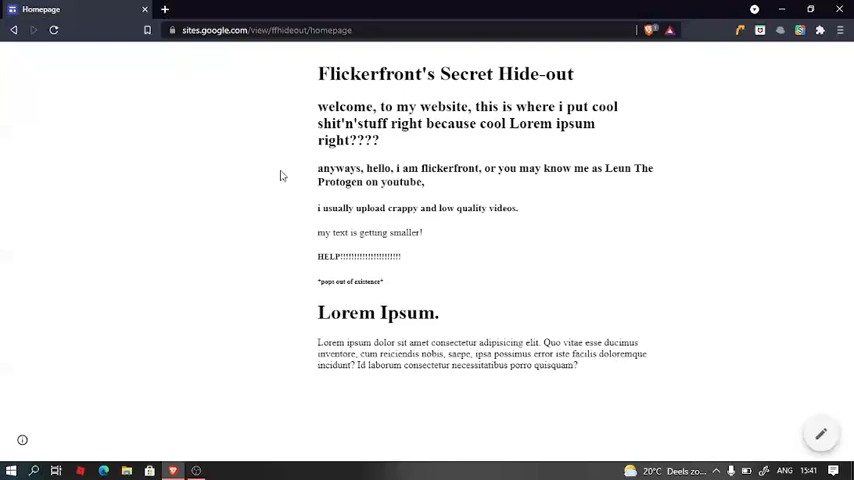 Homepage
sites.google.com/view/ffhideout/homepage
Flickerfront's Secret Hide-out
welcome, to my website, this is where i put cool
shit'n'stuff right because cool Lorem ipsum
right????
anyways, hello, i am flickerfront, or you may know me as Leun The
Protogen on youtube,
i usually upload crappy and low quality videos.
my text is getting smaller!
HELP!!!!!!!!!!!!!!!!!!!!!!
*pops out of existence*
Lorem Ipsum.
Lorem ipsum dolor sit amet consectetur adipisicing elit. Quo vitae esse ducimus
inventore, cum reiciendis nobis, saepe, ipsa possimus error iste facilis doloremque
incidunt? Id laborum consectetur necessitatibus porro quisquam?
20°C Deels zo... ANG 15:41